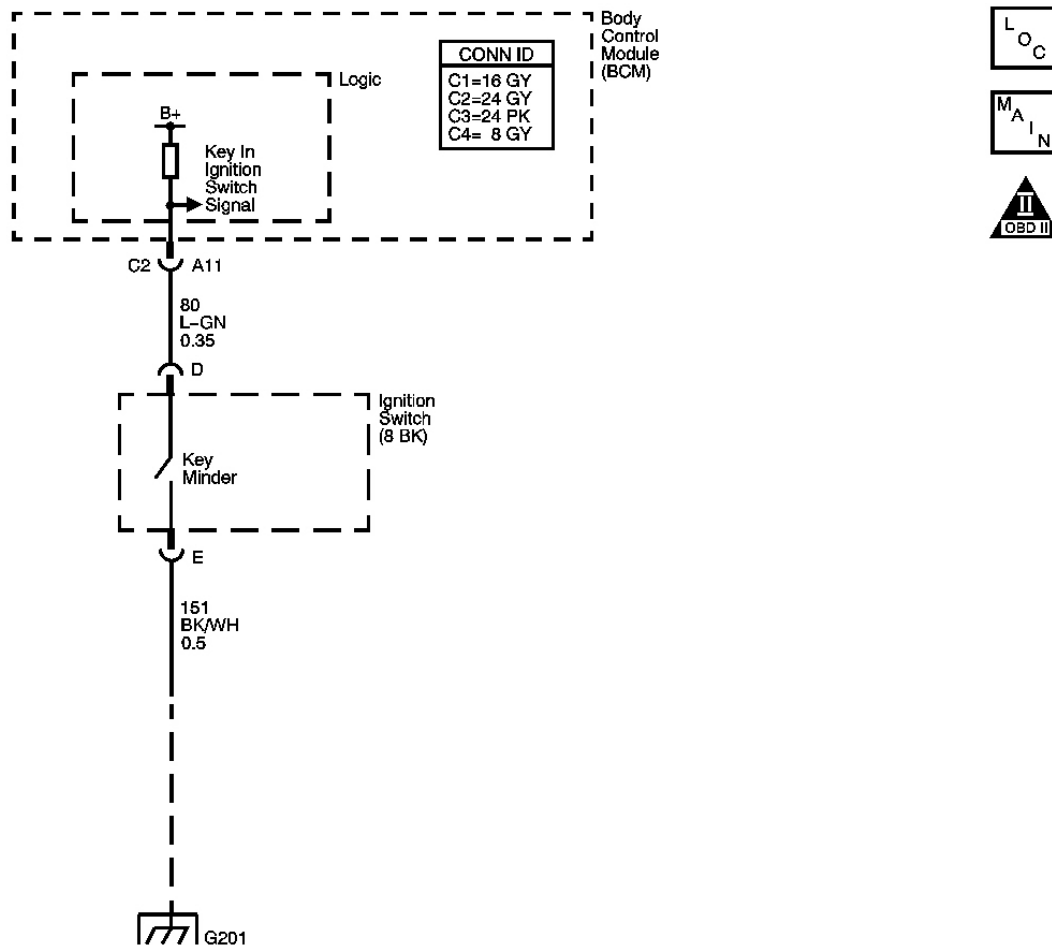 Body
Control
Module
(BCM)
CONN ID
C1=16 GY
C2=24 GY
C3=24 PK
C4= 8 GY
Logic
B+
Key In
Ignition
Switch
Signal
C2 A11
80
L-GN
0.35
D
Ignition
Switch
(8 BK)
Key
Minder
E
151
BK/WH
0.5
G201
LOC
MAIN
II
OBD II